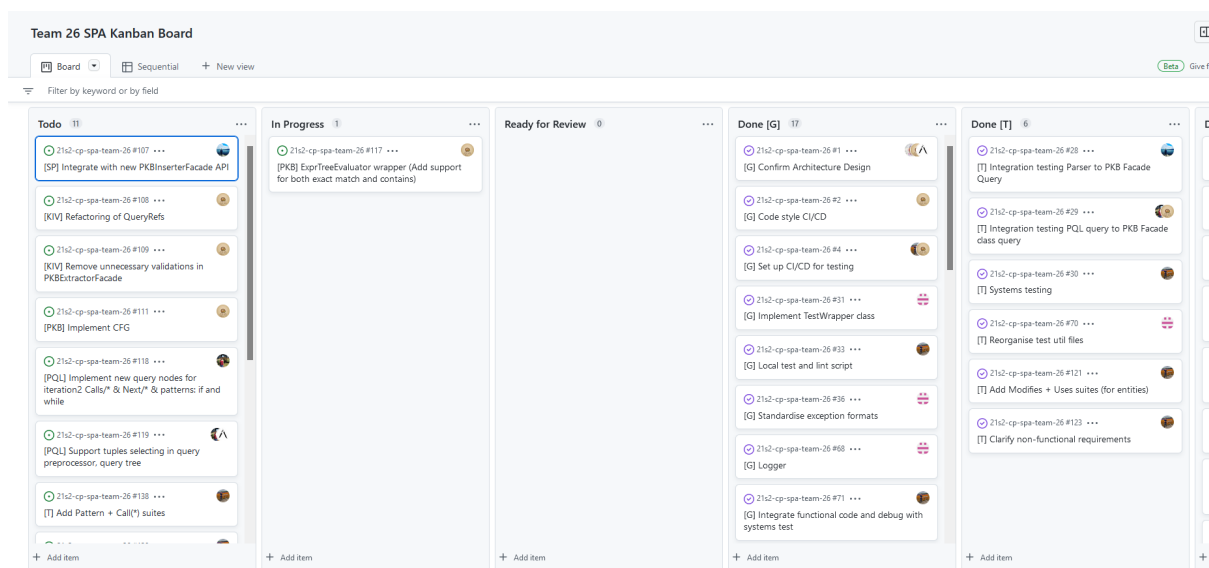 Team 26 SPA Kanban Board
Board
Sequential
+ New view
Beta
Give f
Filter by keyword or by field
Todo 11
21s2-cp-spa-team-26 #107
[SP] Integrate with new PKBInserterFacade API
21s2-cp-spa-team-26 #108
[KIV] Refactoring of QueryRefs
21s2-cp-spa-team-26 #109
[KIV] Remove unnecessary validations in
PKBExtractorFacade
21s2-cp-spa-team-26 #111
[PKB] Implement CFG
21s2-cp-spa-team-26 #118
[PQL] Implement new query nodes for
iteration2 Calls/* & Next/* & patterns: if and
while
21s2-cp-spa-team-26 #119
[PQL] Support tuples selecting in query
preprocessor, query tree
21s2-cp-spa-team-26 #138
[T] Add Pattern + Call(*) suites
+ Add item
In Progress 1
21s2-cp-spa-team-26 #117
[PKB] ExprTreeEvaluator wrapper (Add support
for both exact match and contains)
+ Add item
Ready for Review 0
+ Add item
Done [G] 17
21s2-cp-spa-team-26 #1
[G] Confirm Architecture Design
21s2-cp-spa-team-26 #2
[G] Code style CI/CD
21s2-cp-spa-team-26 #4
[G] Set up CI/CD for testing
21s2-cp-spa-team-26 #31
[G] Implement TestWrapper class
21s2-cp-spa-team-26 #33
[G] Local test and lint script
21s2-cp-spa-team-26 #36
[G] Standardise exception formats
21s2-cp-spa-team-26 #68
[G] Logger
21s2-cp-spa-team-26 #71
[G] Integrate functional code and debug with
systems test
+ Add item
Done [T] 6
21s2-cp-spa-team-26 #28
[T] Integration testing Parser to PKB Facade
Query
21s2-cp-spa-team-26 #29
[T] Integration testing PQL query to PKB Facade
class query
21s2-cp-spa-team-26 #30
[T] Systems testing
21s2-cp-spa-team-26 #70
[T] Reorganise test util files
21s2-cp-spa-team-26 #121
[T] Add Modifies + Uses suites (for entities)
21s2-cp-spa-team-26 #123
[T] Clarify non-functional requirements
+ Add item
D
+